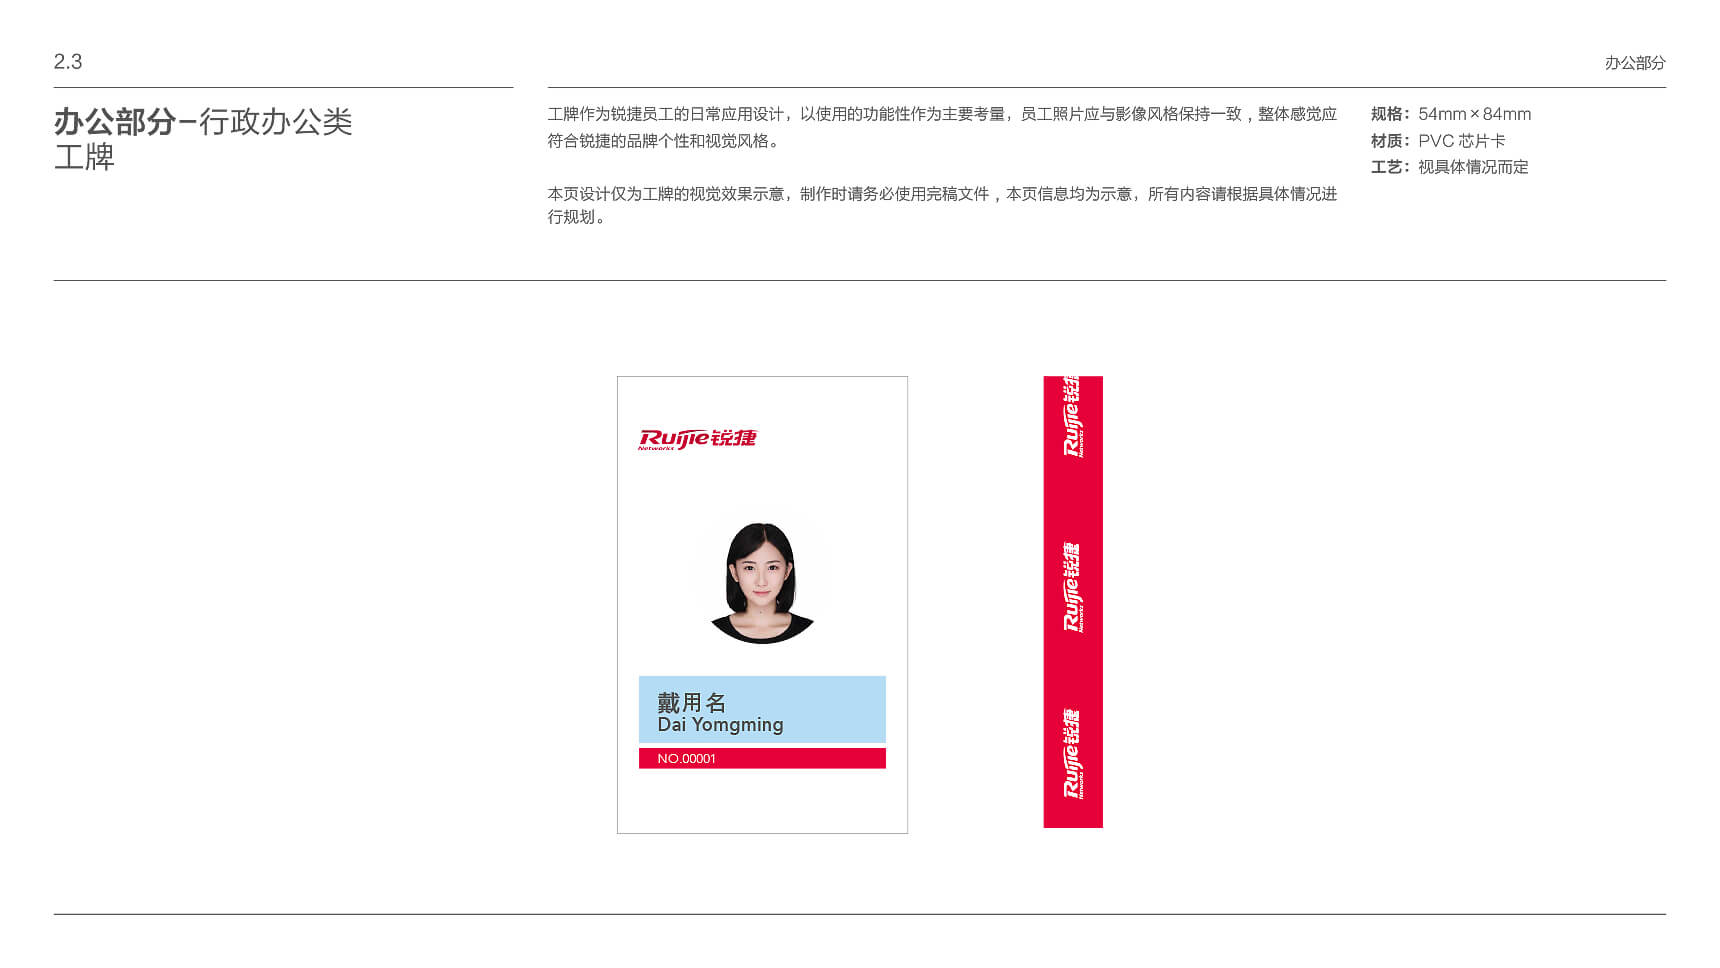 2.3
办公部分
办公部分–行政办公类
工牌
工牌作为锐捷员工的日常应用设计，以使用的功能性作为主要考量，员工照片应与影像风格保持一致，整体感觉应
符合锐捷的品牌个性和视觉风格。
本页设计仅为工牌的视觉效果示意，制作时请务必使用完稿文件，本页信息均为示意，所有内容请根据具体情况进
行规划。
规格：54mm×84mm
材质：PVC 芯片卡
工艺：视具体情况而定
Ruijie锐捷
Networks
戴用名
Dai Yomgming
NO.00001
Ruijie锐捷
Networks
Ruijie锐捷
Networks
Ruijie锐捷
Networks